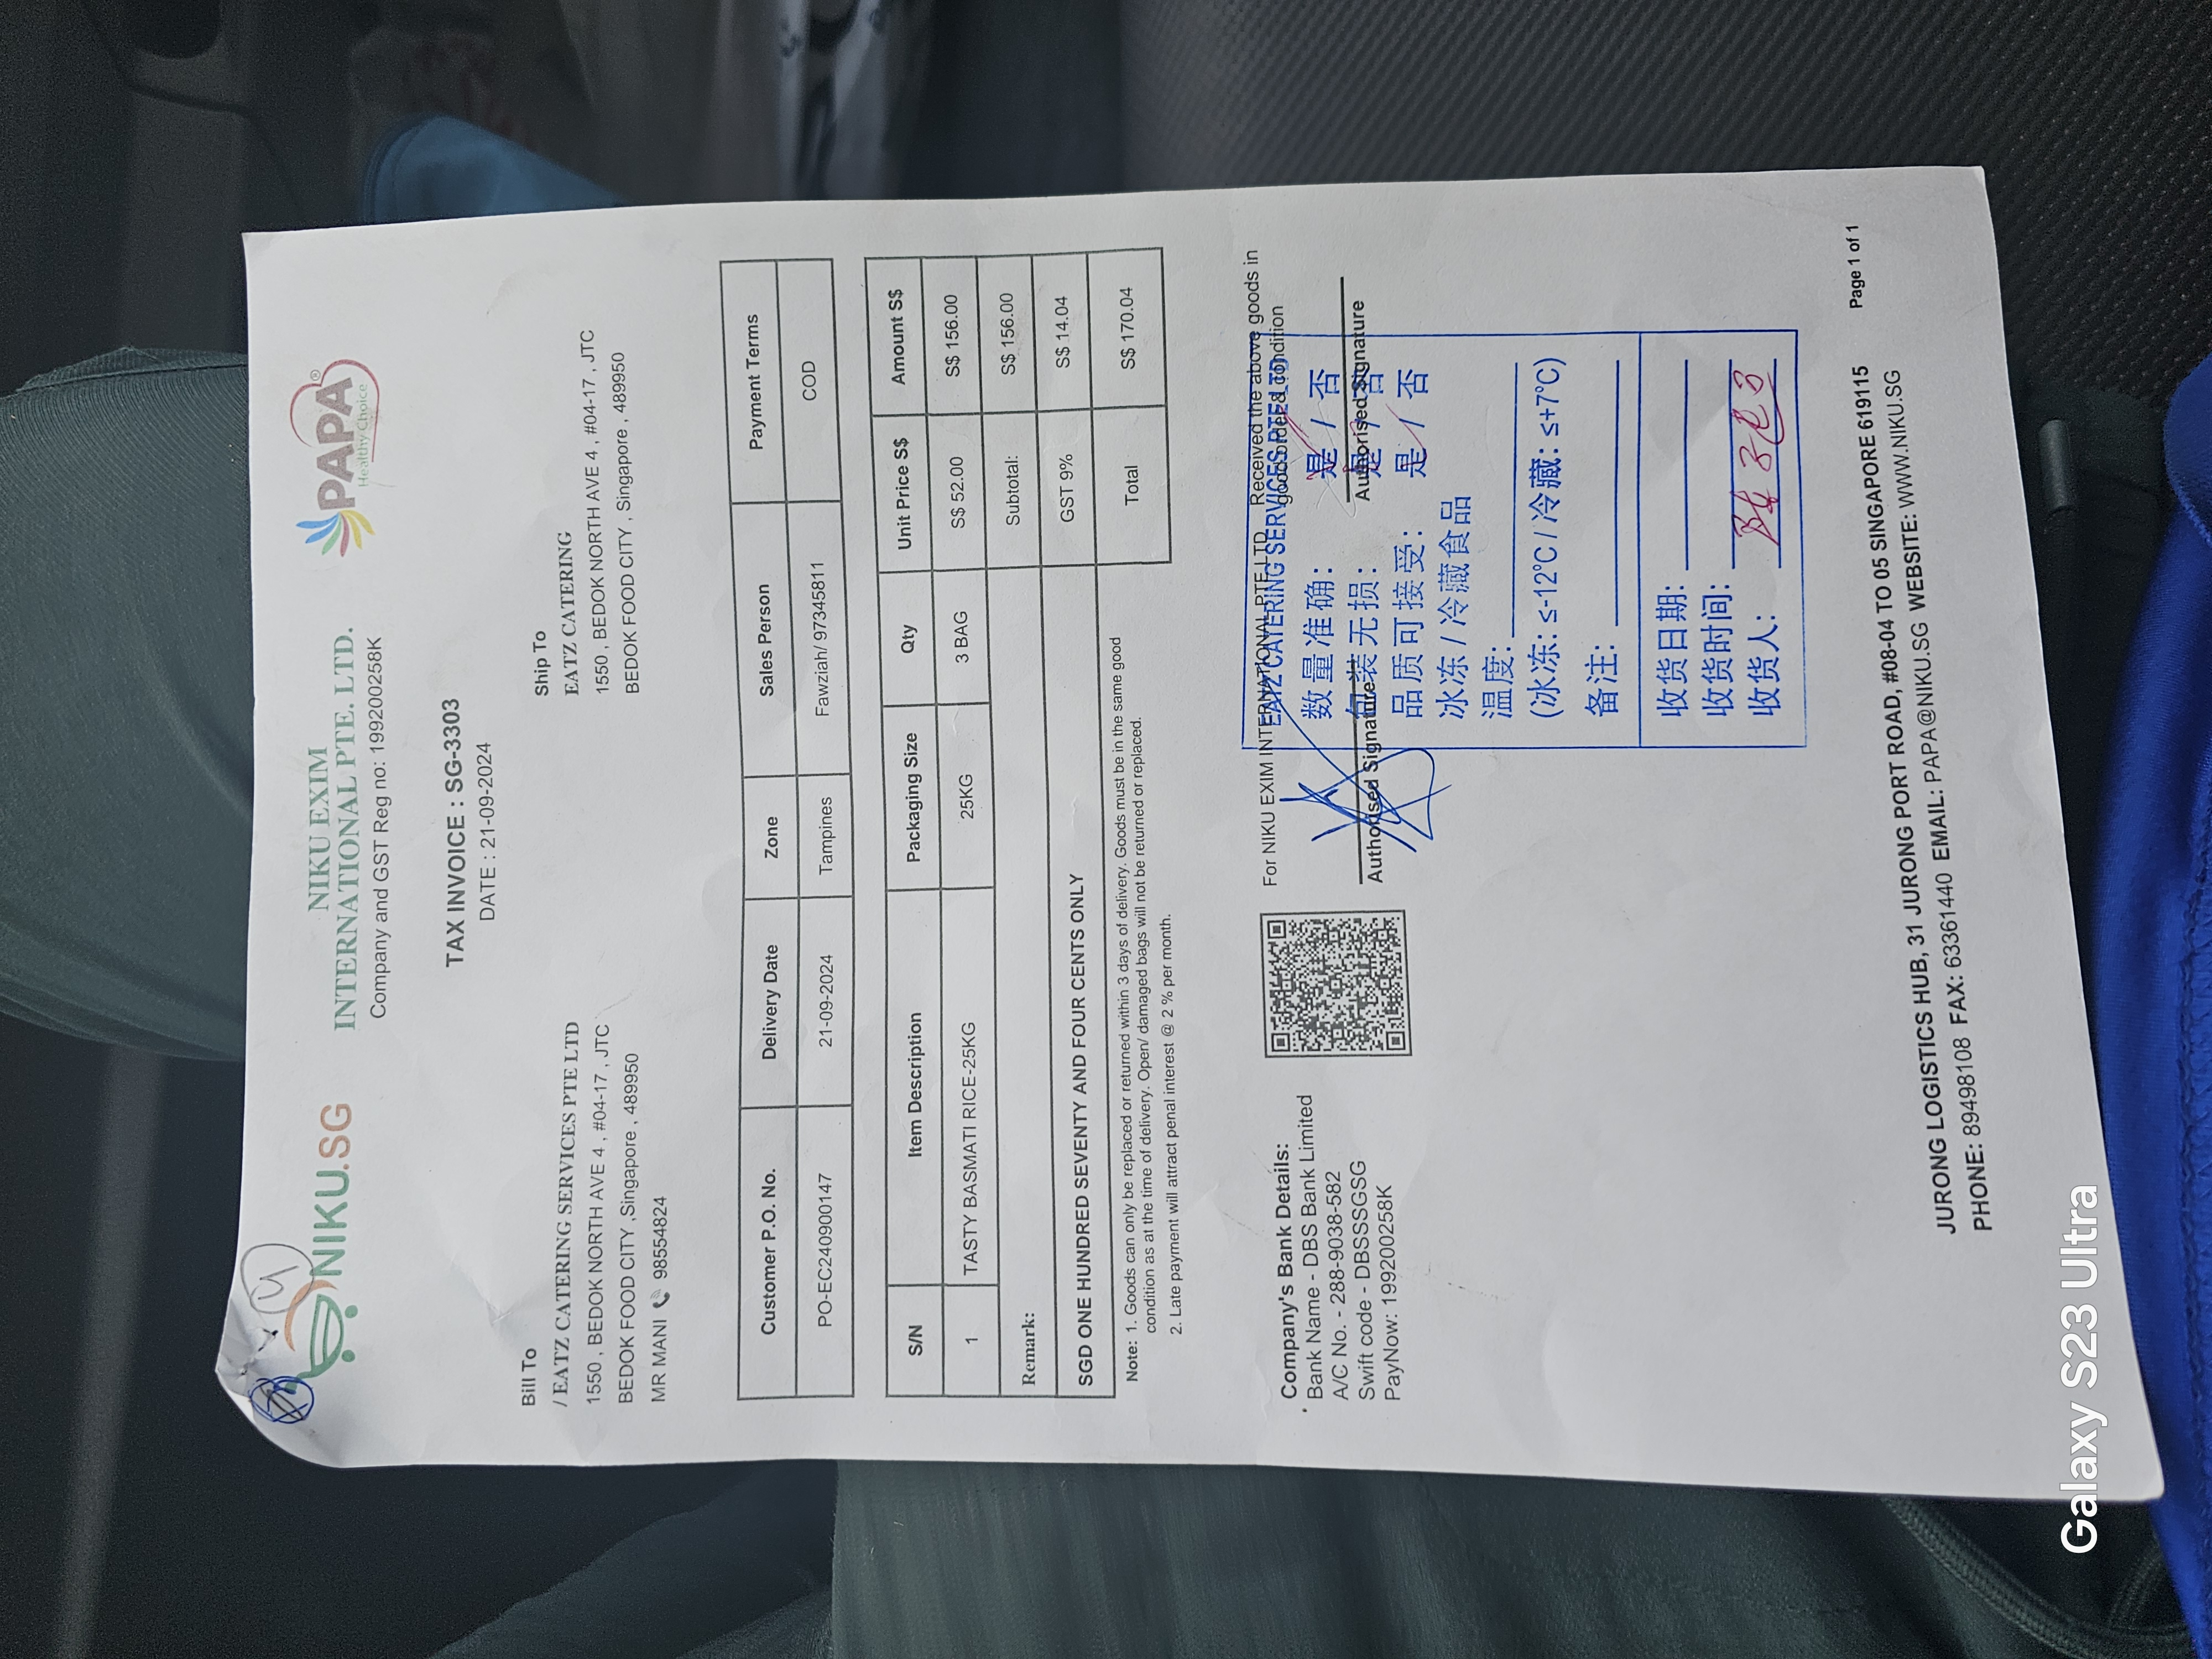 NIKU.SG
NIKU EXIM
INTERNATIONAL PTE. LTD.
Company and GST Reg no: 199200258K
PAPA®
Healthy Choice
TAX INVOICE : SG-3303
DATE : 21-09-2024
Bill To
/ EATZ CATERING SERVICES PTE LTD
1550 , BEDOK NORTH AVE 4 , #04-17 , JTC
BEDOK FOOD CITY ,Singapore , 489950
MR MANI 98554824
Ship To
EATZ CATERING
1550 , BEDOK NORTH AVE 4 , #04-17 , JTC
BEDOK FOOD CITY , Singapore , 489950
Customer P.O. No. Delivery Date Zone Sales Person Payment Terms
PO-EC240900147 21-09-2024 Tampines Fawziah/ 97345811 COD
S/N Item Description Packaging Size Qty Unit Price S$ Amount S$
1 TASTY BASMATI RICE-25KG 25KG 3 BAG S$ 52.00 S$ 156.00
Remark: Subtotal: S$ 156.00
GST 9% S$ 14.04
SGD ONE HUNDRED SEVENTY AND FOUR CENTS ONLY Total S$ 170.04
Note: 1. Goods can only be replaced or returned within 3 days of delivery. Goods must be in the same good
condition as at the time of delivery. Open/ damaged bags will not be returned or replaced.
2. Late payment will attract penal interest @ 2 % per month.
Company's Bank Details:
Bank Name - DBS Bank Limited
A/C No. - 288-9038-582
Swift code - DBSSSGSG
PayNow: 199200258K
For NIKU EXIM INTERNATIONAL PTE LTD
Authorised Signature
Received the above goods in
good order & condition
Authorised Signature
EATZ CATERING SERVICES PTE LTD
数量准确: 是 / 否
包装无损: 是 / 否
品质可接受: 是 / 否
冰冻 / 冷藏食品
温度:
(冰冻: ≤-12°C / 冷藏: ≤+7°C)
备注:
收货日期:
收货时间:
收货人:
Page 1 of 1
JURONG LOGISTICS HUB, 31 JURONG PORT ROAD, #08-04 TO 05 SINGAPORE 619115
PHONE: 89498108 FAX: 63361440 EMAIL: PAPA@NIKU.SG WEBSITE: WWW.NIKU.SG
Galaxy S23 Ultra